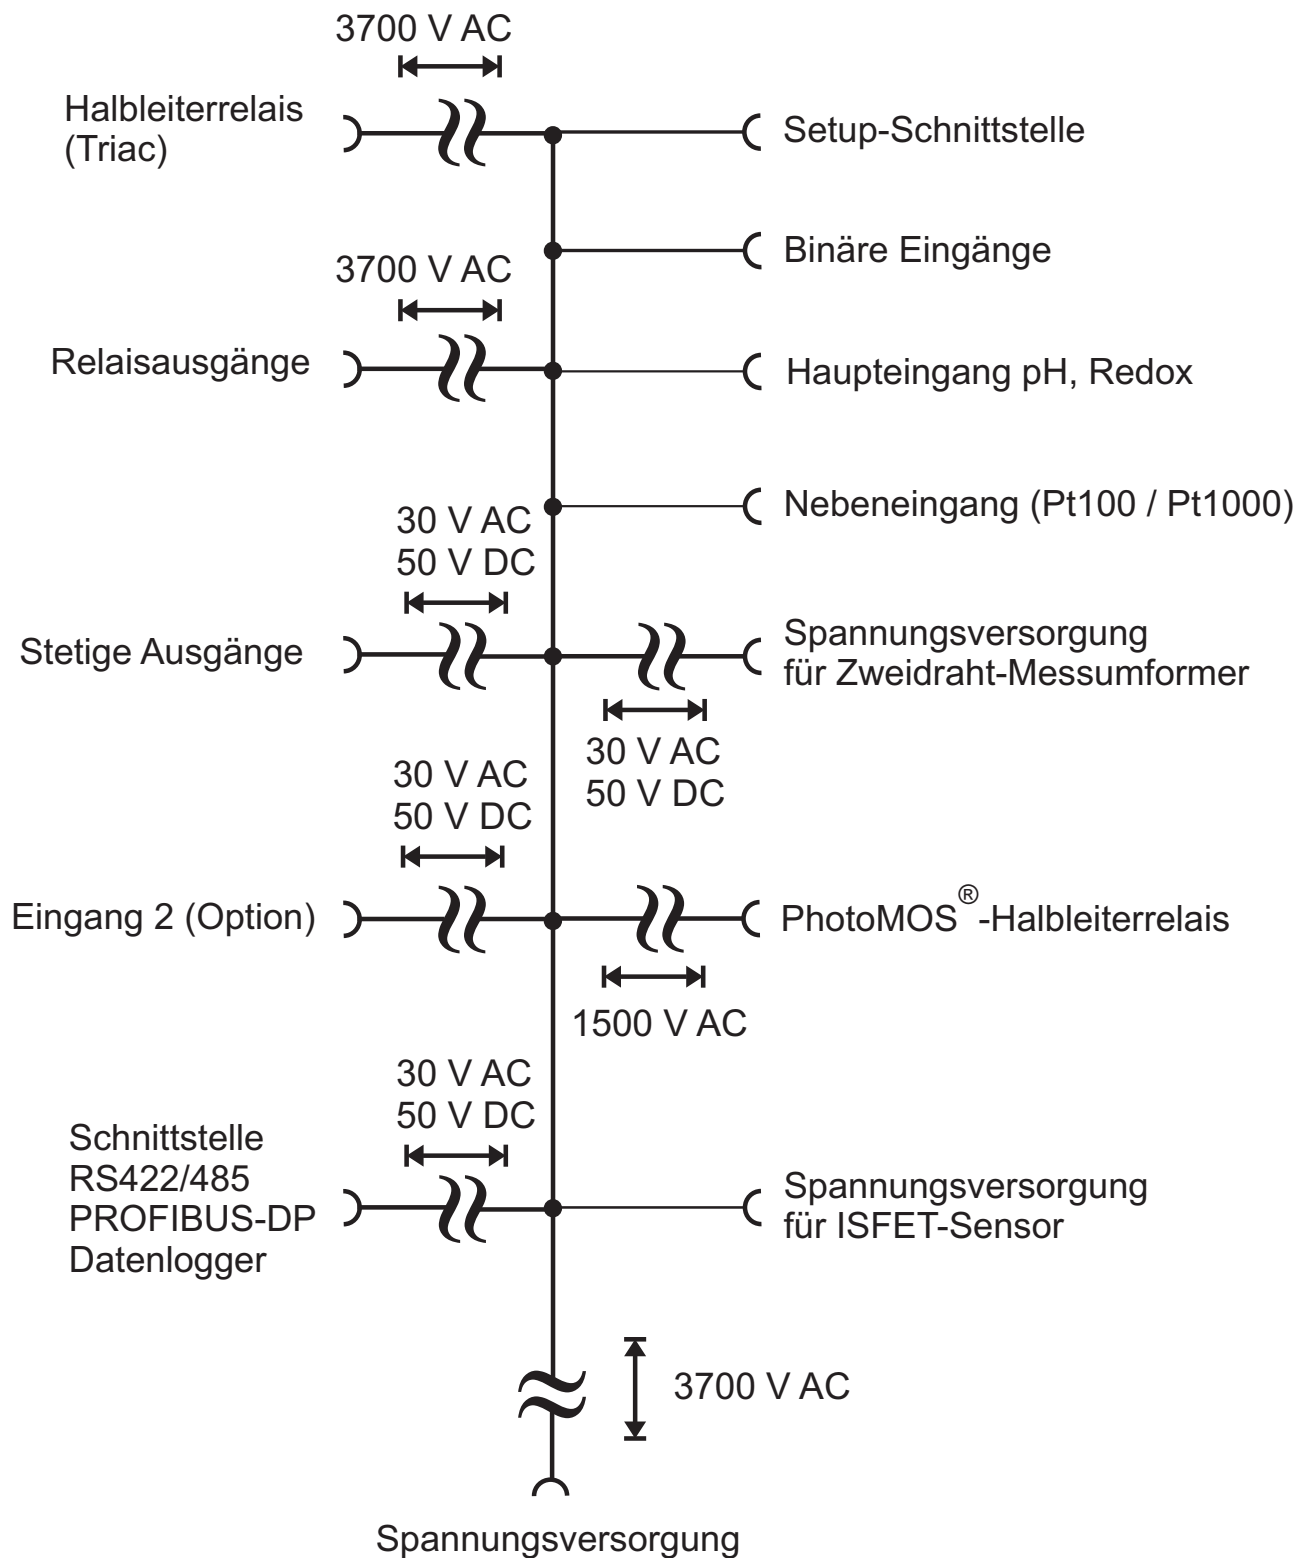 3700 V AC
Halbleiterrelais
(Triac)
Setup-Schnittstelle
Binäre Eingänge
3700 V AC
Relaisausgänge
Haupteingang pH, Redox
Nebeneingang (Pt100 / Pt1000)
30 V AC
50 V DC
Stetige Ausgänge
Spannungsversorgung
für Zweidraht-Messumformer
30 V AC
50 V DC
30 V AC
50 V DC
Eingang 2 (Option)
PhotoMOS®-Halbleiterrelais
1500 V AC
30 V AC
50 V DC
Schnittstelle
RS422/485
PROFIBUS-DP
Datenlogger
Spannungsversorgung
für ISFET-Sensor
3700 V AC
Spannungsversorgung